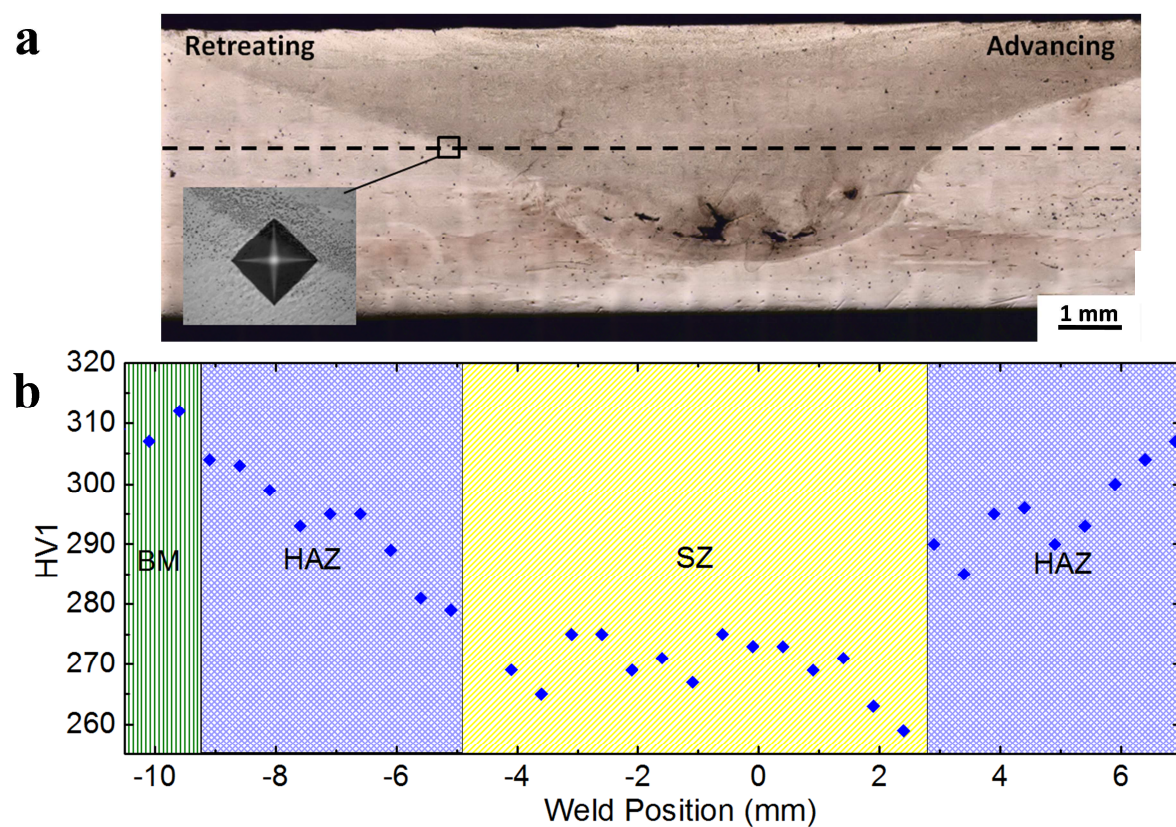 a
Retreating
Advancing
1 mm
b
320
310
300
290
280
270
260
HV1
BM
HAZ
SZ
HAZ
-10
-8
-6
-4
-2
0
2
4
6
Weld Position (mm)